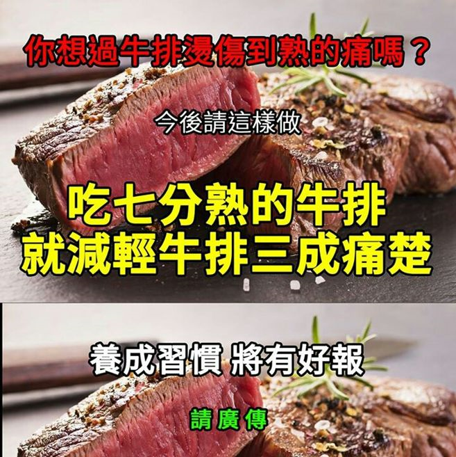 你想過牛排燙傷到熟的痛嗎？
今後請這樣做
吃七分熟的牛排
就減輕牛排三成痛楚
養成習慣 將有好報
請廣傳